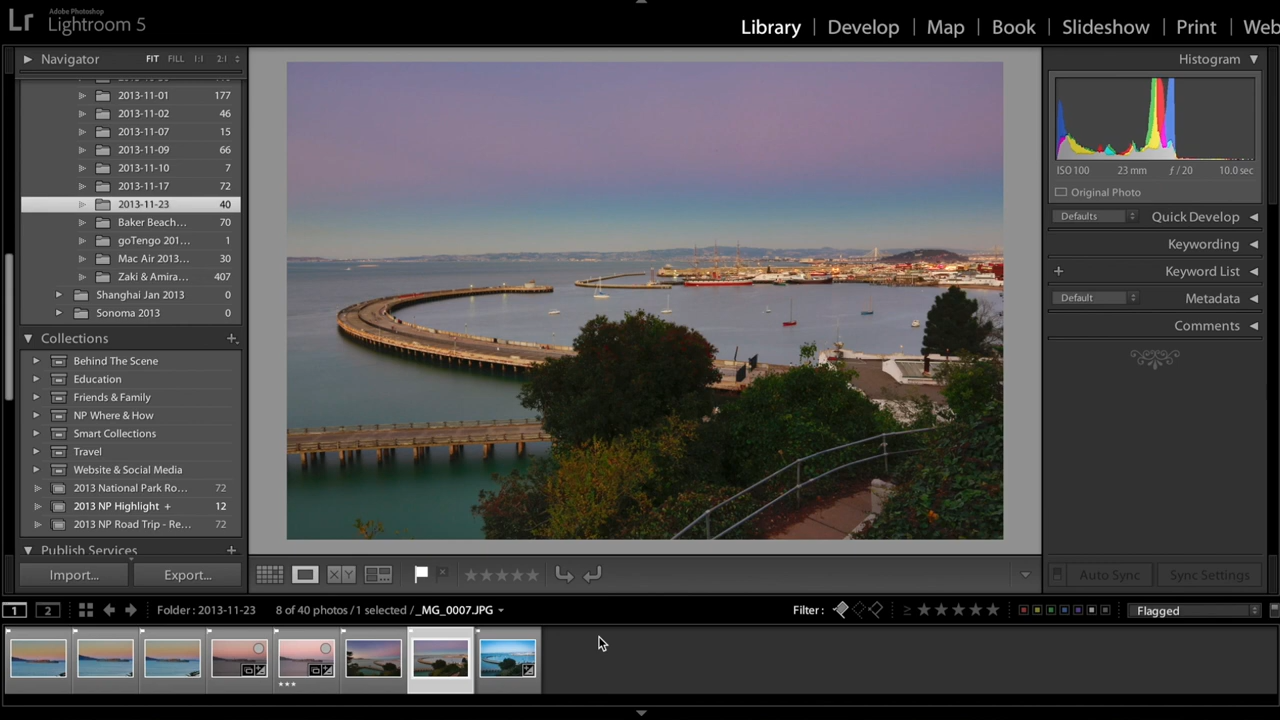 Lr Adobe Photoshop
Lightroom 5
Library | Develop | Map | Book | Slideshow | Print | Web
Navigator FIT FILL 1:1 2:1
2013-11-01 177
2013-11-02 46
2013-11-07 15
2013-11-09 66
2013-11-10 7
2013-11-17 72
2013-11-23 40
Baker Beach... 70
goTengo 201... 1
Mac Air 2013... 30
Zaki & Amira... 407
Shanghai Jan 2013 0
Sonoma 2013 0
Collections +
Behind The Scene
Education
Friends & Family
NP Where & How
Smart Collections
Travel
Website & Social Media
2013 National Park Ro... 72
2013 NP Highlight + 12
2013 NP Road Trip - Re... 72
Publish Services +
Import... Export...
Histogram
ISO 100 23 mm ƒ / 20 10.0 sec
Original Photo
Defaults Quick Develop
Keywording
+ Keyword List
Default Metadata
Comments
X Y
Auto Sync Sync Settings
1 2 Folder : 2013-11-23 8 of 40 photos / 1 selected / _MG_0007.JPG Filter : ≥ Flagged